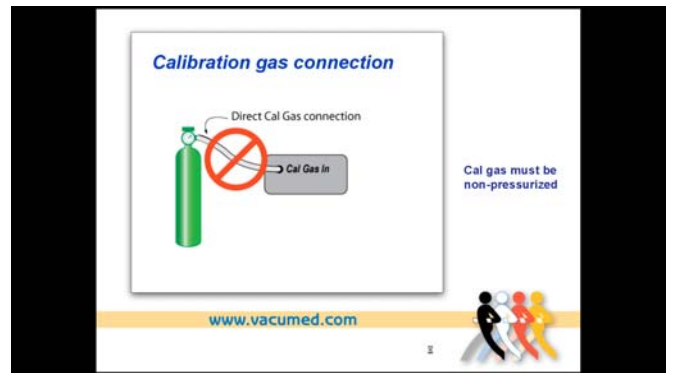 Calibration gas connection
Direct Cal Gas connection
Cal Gas In
Cal gas must be
non-pressurized
www.vacumed.com